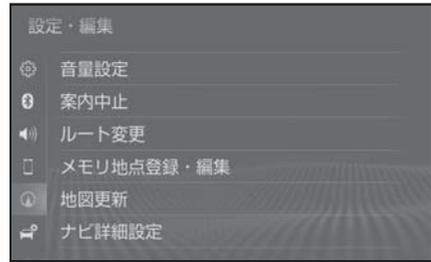 設定・編集
音量設定
案内中止
ルート変更
メモリ地点登録・編集
地図更新
ナビ詳細設定